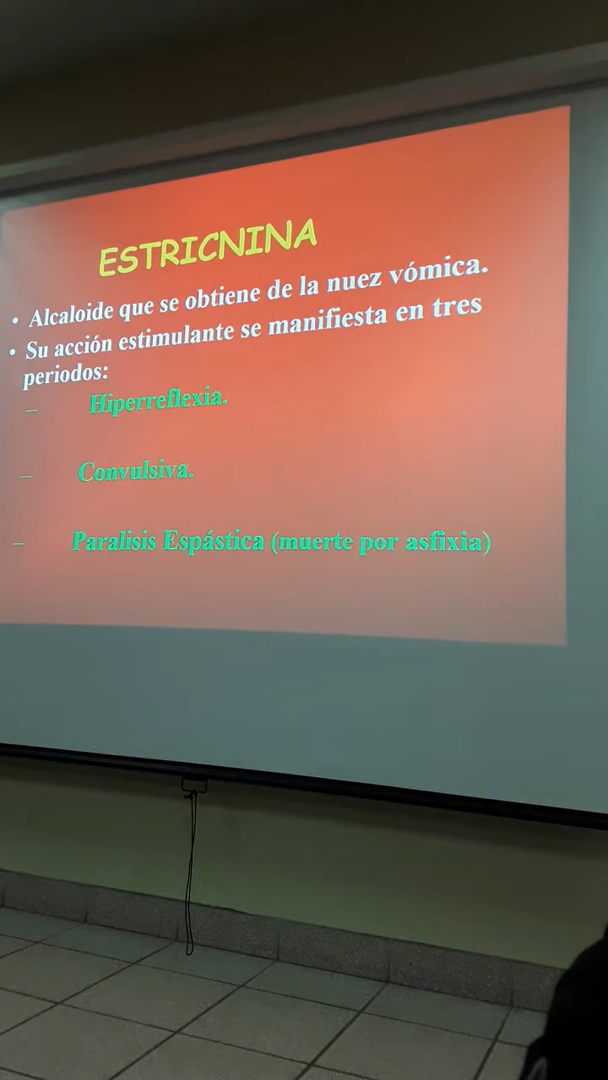 ESTRICNINA
• Alcaloide que se obtiene de la nuez vómica.
• Su acción estimulante se manifiesta en tres
periodos:
– Hiperreflexia.
– Convulsiva.
– Paralisis Espástica (muerte por asfixia)